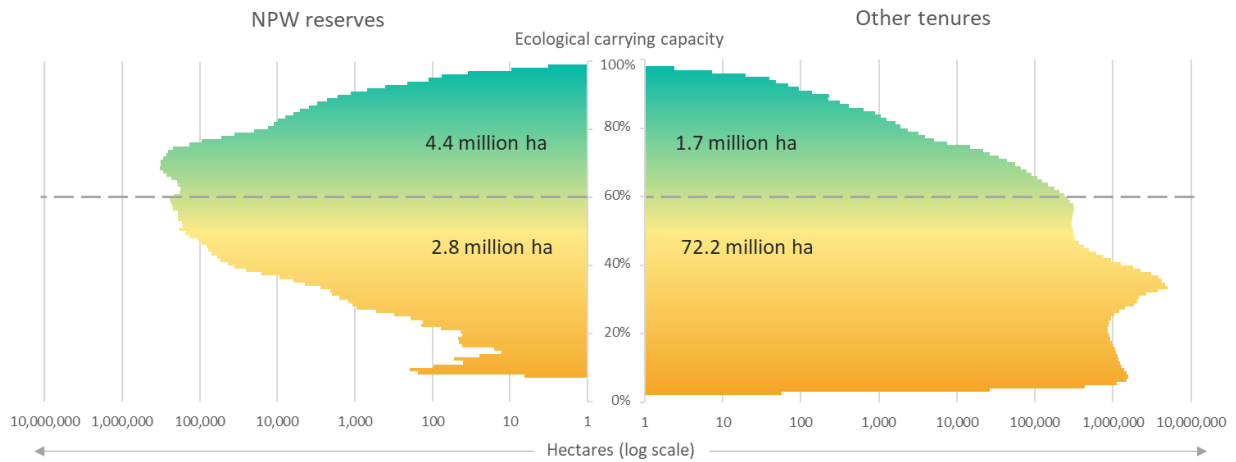 NPW reserves
Other tenures
Ecological carrying capacity
100%
80%
60%
40%
20%
0%
4.4 million ha
1.7 million ha
2.8 million ha
72.2 million ha
10,000,000 1,000,000 100,000 10,000 1,000 100 10 1
1 10 100 1,000 10,000 100,000 1,000,000 10,000,000
Hectares (log scale)